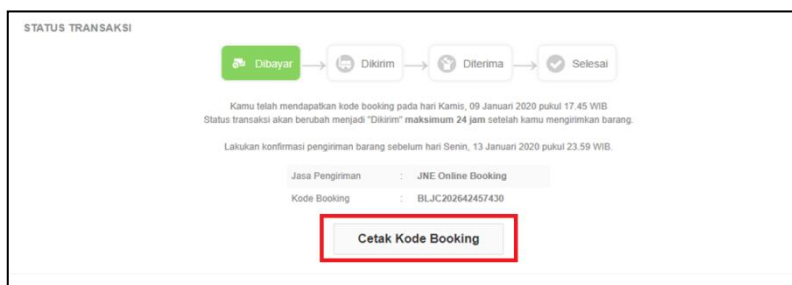 STATUS TRANSAKSI
Dibayar
Dikirim
Diterima
Selesai
Kamu telah mendapatkan kode booking pada hari Kamis, 09 Januari 2020 pukul 17.45 WIB
Status transaksi akan berubah menjadi "Dikirim" maksimum 24 jam setelah kamu mengirimkan barang.
Lakukan konfirmasi pengiriman barang sebelum hari Senin, 13 Januari 2020 pukul 23.59 WIB.
Jasa Pengiriman : JNE Online Booking
Kode Booking : BLJC202642457430
Cetak Kode Booking